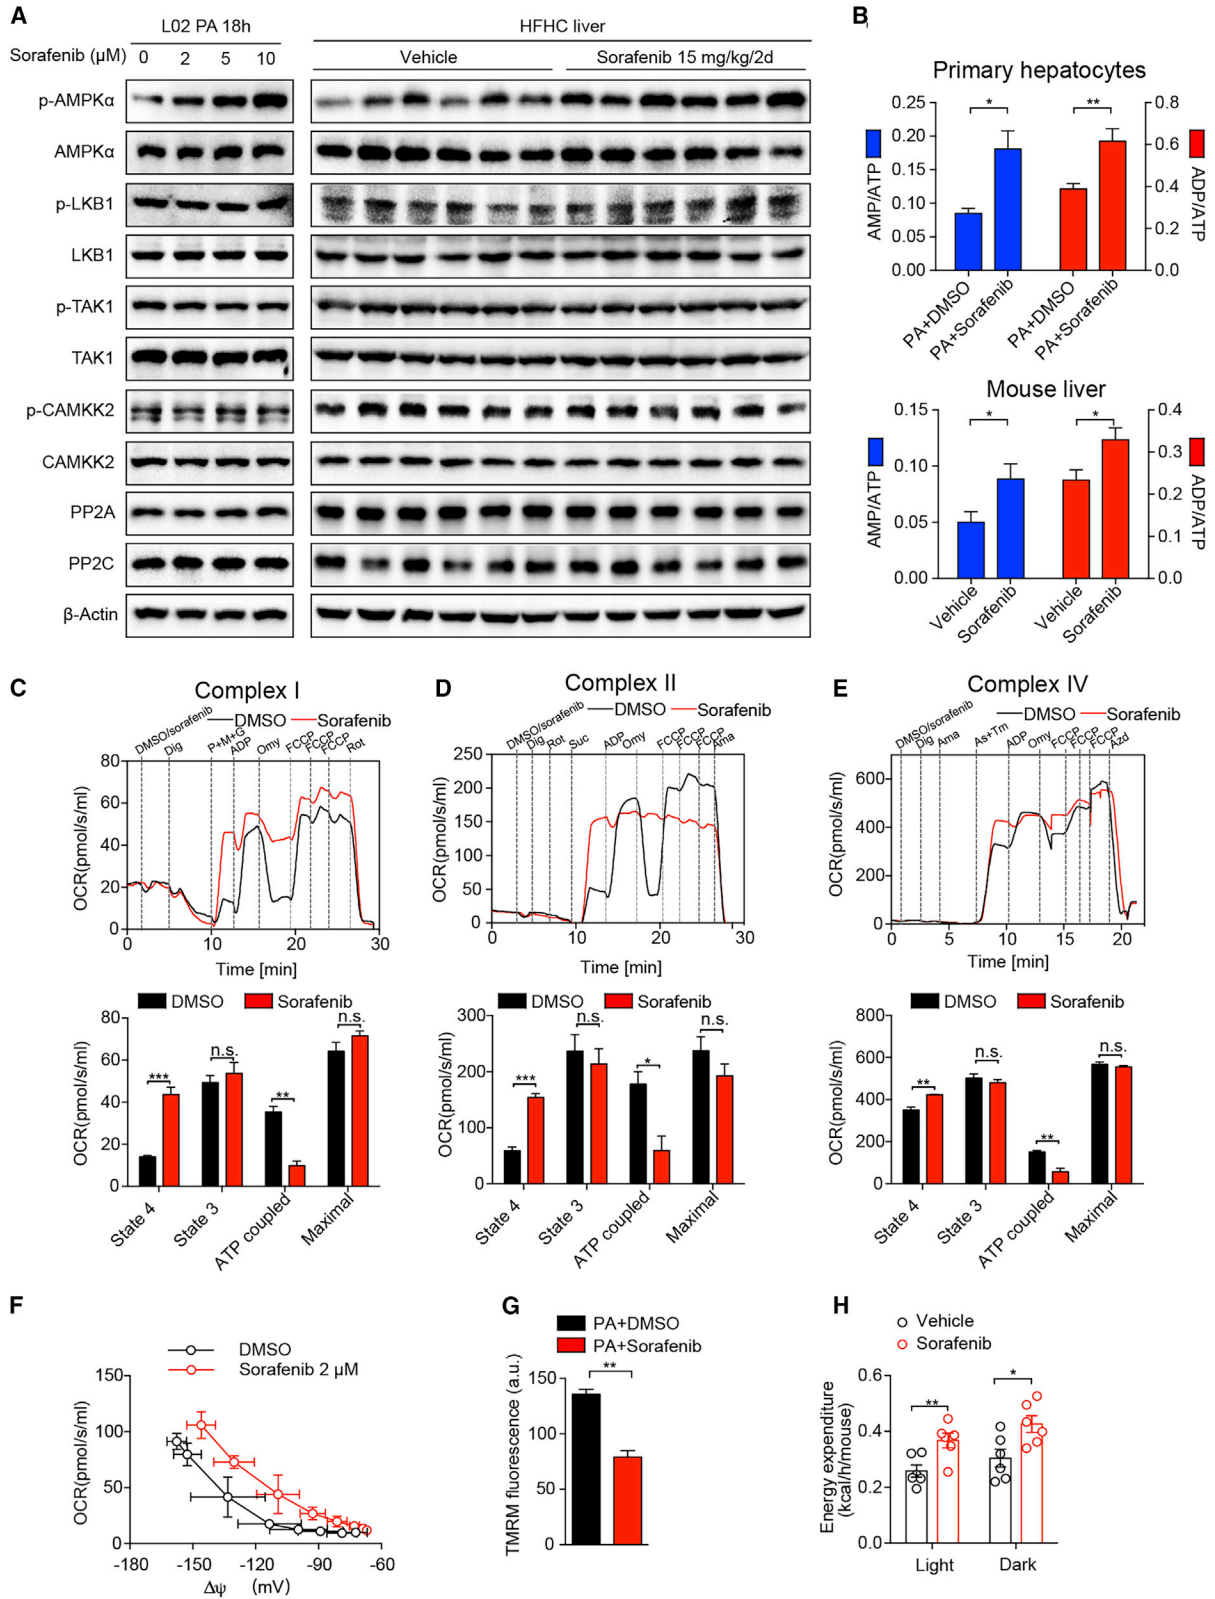 A
L02 PA 18h
HFHC liver
Sorafenib (μM) 0 2 5 10
Vehicle
Sorafenib 15 mg/kg/2d
p-AMPKα
AMPKα
p-LKB1
LKB1
p-TAK1
TAK1
p-CAMKK2
CAMKK2
PP2A
PP2C
β-Actin
B
Primary hepatocytes
AMP/ATP
0.25
0.20
0.15
0.10
0.05
0.00
* **
0.8
0.6
0.4
0.2
0.0
ADP/ATP
PA+DMSO
PA+Sorafenib
PA+DMSO
PA+Sorafenib
Mouse liver
AMP/ATP
0.15
0.10
0.05
0.00
* *
0.4
0.3
0.2
0.1
0.0
ADP/ATP
Vehicle
Sorafenib
Vehicle
Sorafenib
C
Complex I
DMSO Sorafenib
DMSO/sorafenib
Dig
P+M+G
ADP
Omy
FCCP
FCCP
FCCP
Rot
OCR(pmol/s/ml)
80
60
40
20
0
0 10 20 30
Time [min]
DMSO Sorafenib
OCR(pmol/s/ml)
80
60
40
20
0
*** n.s. ** n.s.
State 4
State 3
ATP coupled
Maximal
D
Complex II
DMSO Sorafenib
DMSO/sorafenib
Dig
Rot
Suc
ADP
Omy
FCCP
FCCP
FCCP
Ama
OCR(pmol/s/ml)
250
200
150
100
50
0
0 10 20 30
Time [min]
DMSO Sorafenib
OCR(pmol/s/ml)
300
200
100
0
*** n.s. * n.s.
State 4
State 3
ATP coupled
Maximal
E
Complex IV
DMSO Sorafenib
DMSO/sorafenib
Dig
Ama
As+Tm
ADP
Omy
FCCP
FCCP
FCCP
Azd
OCR(pmol/s/ml)
600
400
200
0
0 5 10 15 20
Time [min]
DMSO Sorafenib
OCR(pmol/s/ml)
800
600
400
200
0
** n.s. ** n.s.
State 4
State 3
ATP coupled
Maximal
F
DMSO
Sorafenib 2 μM
OCR(pmol/s/ml)
150
100
50
0
-180 -150 -120 -90 -60
Δψ (mV)
G
PA+DMSO
PA+Sorafenib
TMRM fluorescence (a.u.)
150
100
50
0
**
H
Vehicle
Sorafenib
Energy expenditure
(kcal/h/mouse)
0.6
0.4
0.2
0.0
** *
Light Dark